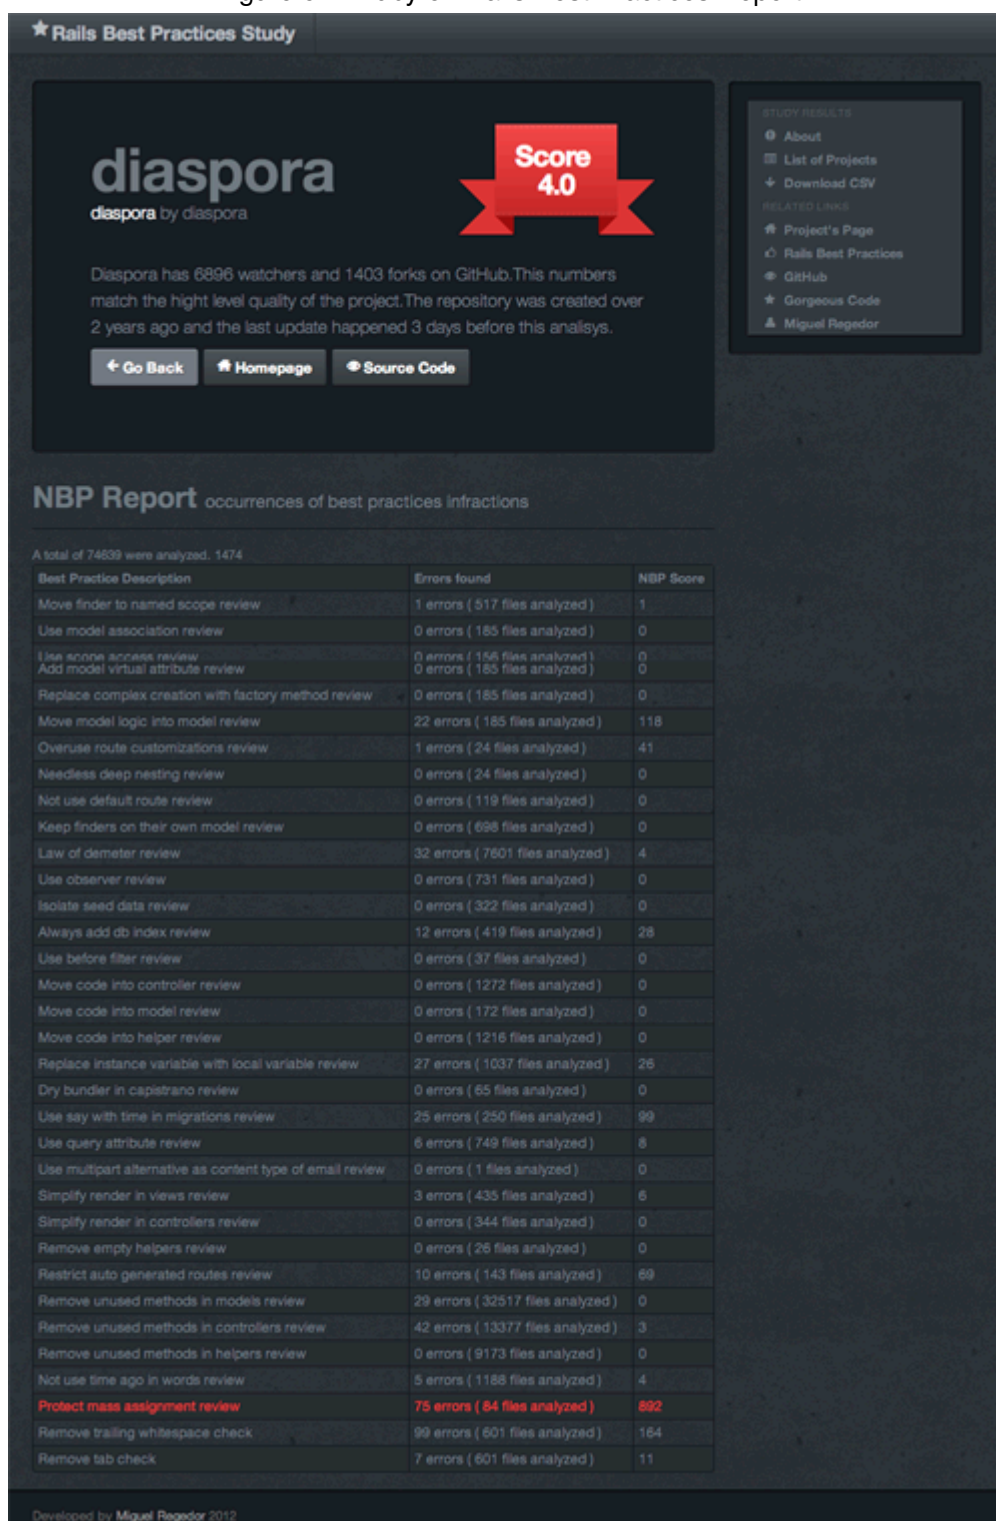 Rails Best Practices Study
diaspora
diaspora by diaspora
Score
4.0
Diaspora has 6896 watchers and 1403 forks on GitHub.This numbers
match the hight level quality of the project.The repository was created over
2 years ago and the last update happened 3 days before this analisys.
Go Back Homepage Source Code
STUDY RESULTS
About
List of Projects
Download CSV
RELATED LINKS
Project's Page
Rails Best Practices
GitHub
Gorgeous Code
Miguel Regedor
NBP Report occurrences of best practices infractions
A total of 74639 were analyzed. 1474
Best Practice Description Errors found NBP Score
Move finder to named scope review 1 errors ( 517 files analyzed ) 1
Use model association review 0 errors ( 185 files analyzed ) 0
Use scope access review 0 errors ( 156 files analyzed ) 0
Add model virtual attribute review 0 errors ( 185 files analyzed ) 0
Replace complex creation with factory method review 0 errors ( 185 files analyzed ) 0
Move model logic into model review 22 errors ( 185 files analyzed ) 118
Overuse route customizations review 1 errors ( 24 files analyzed ) 41
Needless deep nesting review 0 errors ( 24 files analyzed ) 0
Not use default route review 0 errors ( 119 files analyzed ) 0
Keep finders on their own model review 0 errors ( 698 files analyzed ) 0
Law of demeter review 32 errors ( 7601 files analyzed ) 4
Use observer review 0 errors ( 731 files analyzed ) 0
Isolate seed data review 0 errors ( 322 files analyzed ) 0
Always add db index review 12 errors ( 419 files analyzed ) 28
Use before filter review 0 errors ( 37 files analyzed ) 0
Move code into controller review 0 errors ( 1272 files analyzed ) 0
Move code into model review 0 errors ( 172 files analyzed ) 0
Move code into helper review 0 errors ( 1216 files analyzed ) 0
Replace instance variable with local variable review 27 errors ( 1037 files analyzed ) 26
Dry bundler in capistrano review 0 errors ( 65 files analyzed ) 0
Use say with time in migrations review 25 errors ( 250 files analyzed ) 99
Use query attribute review 6 errors ( 749 files analyzed ) 8
Use multipart alternative as content type of email review 0 errors ( 1 files analyzed ) 0
Simplify render in views review 3 errors ( 435 files analyzed ) 6
Simplify render in controllers review 0 errors ( 344 files analyzed ) 0
Remove empty helpers review 0 errors ( 26 files analyzed ) 0
Restrict auto generated routes review 10 errors ( 143 files analyzed ) 69
Remove unused methods in models review 29 errors ( 32517 files analyzed ) 0
Remove unused methods in controllers review 42 errors ( 13377 files analyzed ) 3
Remove unused methods in helpers review 0 errors ( 9173 files analyzed ) 0
Not use time ago in words review 5 errors ( 1188 files analyzed ) 4
Protect mass assignment review 75 errors ( 84 files analyzed ) 892
Remove trailing whitespace check 99 errors ( 601 files analyzed ) 164
Remove tab check 7 errors ( 601 files analyzed ) 11
Developed by Miguel Regedor 2012